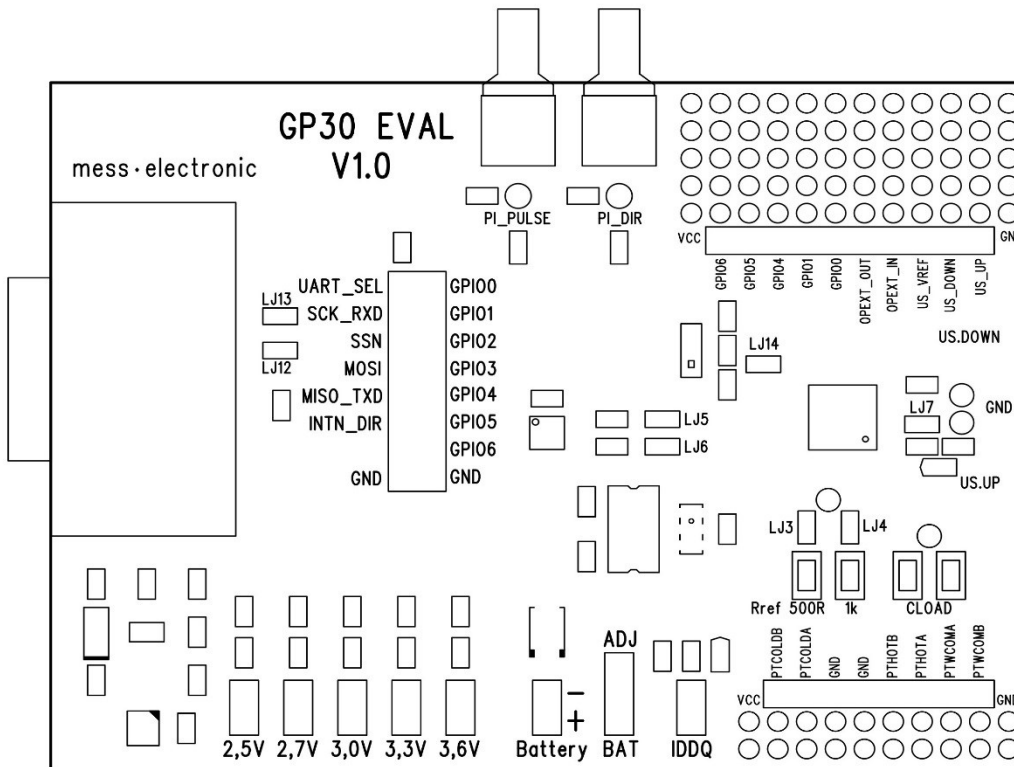 GP30 EVAL
V1.0
mess·electronic
PI_PULSE
PI_DIR
VCC
GN
GPIO6
GPIO5
GPIO4
GPIO1
GPIO0
OPEXT_OUT
OPEXT_IN
US_VREF
US_DOWN
US_UP
UART_SEL
GPIO0
LJ13
SCK_RXD
GPIO1
SSN
GPIO2
LJ12
MOSI
GPIO3
MISO_TXD
GPIO4
INTN_DIR
GPIO5
GPIO6
GND
GND
US.DOWN
LJ14
LJ7
GND
LJ5
LJ6
US.UP
LJ3
LJ4
Rref 500R
1k
CLOAD
PTCOLDB
PTCOLDA
GND
GND
PTHOTB
PTHOTA
PTWCOMA
PTWCOMB
VCC
GND
ADJ
−
+
2,5V
2,7V
3,0V
3,3V
3,6V
Battery
BAT
IDDQ